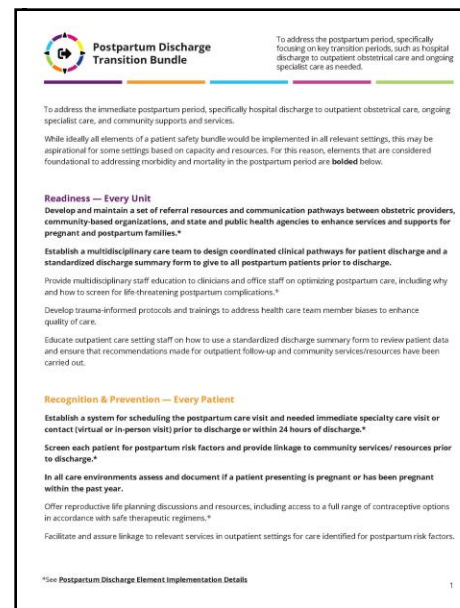 Postpartum Discharge
Transition Bundle
To address the postpartum period, specifically
focusing on key transition periods, such as hospital
discharge to outpatient obstetrical care and ongoing
specialist care as needed.
To address the immediate postpartum period, specifically hospital discharge to outpatient obstetrical care, ongoing
specialist care, and community supports and services.
While ideally all elements of a patient safety bundle would be implemented in all relevant settings, this may be
aspirational for some settings based on capacity and resources. For this reason, elements that are considered
foundational to addressing morbidity and mortality in the postpartum period are bolded below.
Readiness — Every Unit
Develop and maintain a set of referral resources and communication pathways between obstetric providers,
community-based organizations, and state and public health agencies to enhance services and supports for
pregnant and postpartum families.*
Establish a multidisciplinary care team to design coordinated clinical pathways for patient discharge and a
standardized discharge summary form to give to all postpartum patients prior to discharge.
Provide multidisciplinary staff education to clinicians and office staff on optimizing postpartum care, including why
and how to screen for life-threatening postpartum complications.*
Develop trauma-informed protocols and trainings to address health care team member biases to enhance
quality of care.
Educate outpatient care setting staff on how to use a standardized discharge summary form to review patient data
and ensure that recommendations made for outpatient follow-up and community services/resources have been
carried out.
Recognition & Prevention — Every Patient
Establish a system for scheduling the postpartum care visit and needed immediate specialty care visit or
contact (virtual or in-person visit) prior to discharge or within 24 hours of discharge.*
Screen each patient for postpartum risk factors and provide linkage to community services/ resources prior
to discharge.*
In all care environments assess and document if a patient presenting is pregnant or has been pregnant
within the past year.
Offer reproductive life planning discussions and resources, including access to a full range of contraceptive options
in accordance with safe therapeutic regimens.*
Facilitate and assure linkage to relevant services in outpatient settings for care identified for postpartum risk factors.
*See Postpartum Discharge Element Implementation Details
1